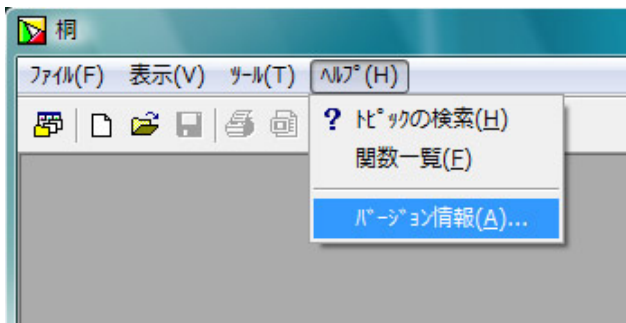 桐
ﾌｧｲﾙ(F) 表示(V) ﾂｰﾙ(T) ﾍﾙﾌﾟ(H)
? ﾄﾋﾟｯｸの検索(H)
関数一覧(F)
ﾊﾞｰｼﾞｮﾝ情報(A)...